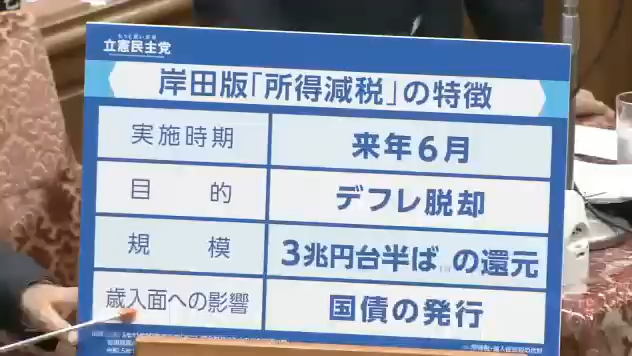 立憲民主党
岸田版「所得減税」の特徴
実施時期
来年6月
目的
デフレ脱却
規模
3兆円台半ばの還元
歳入面への影響
国債の発行